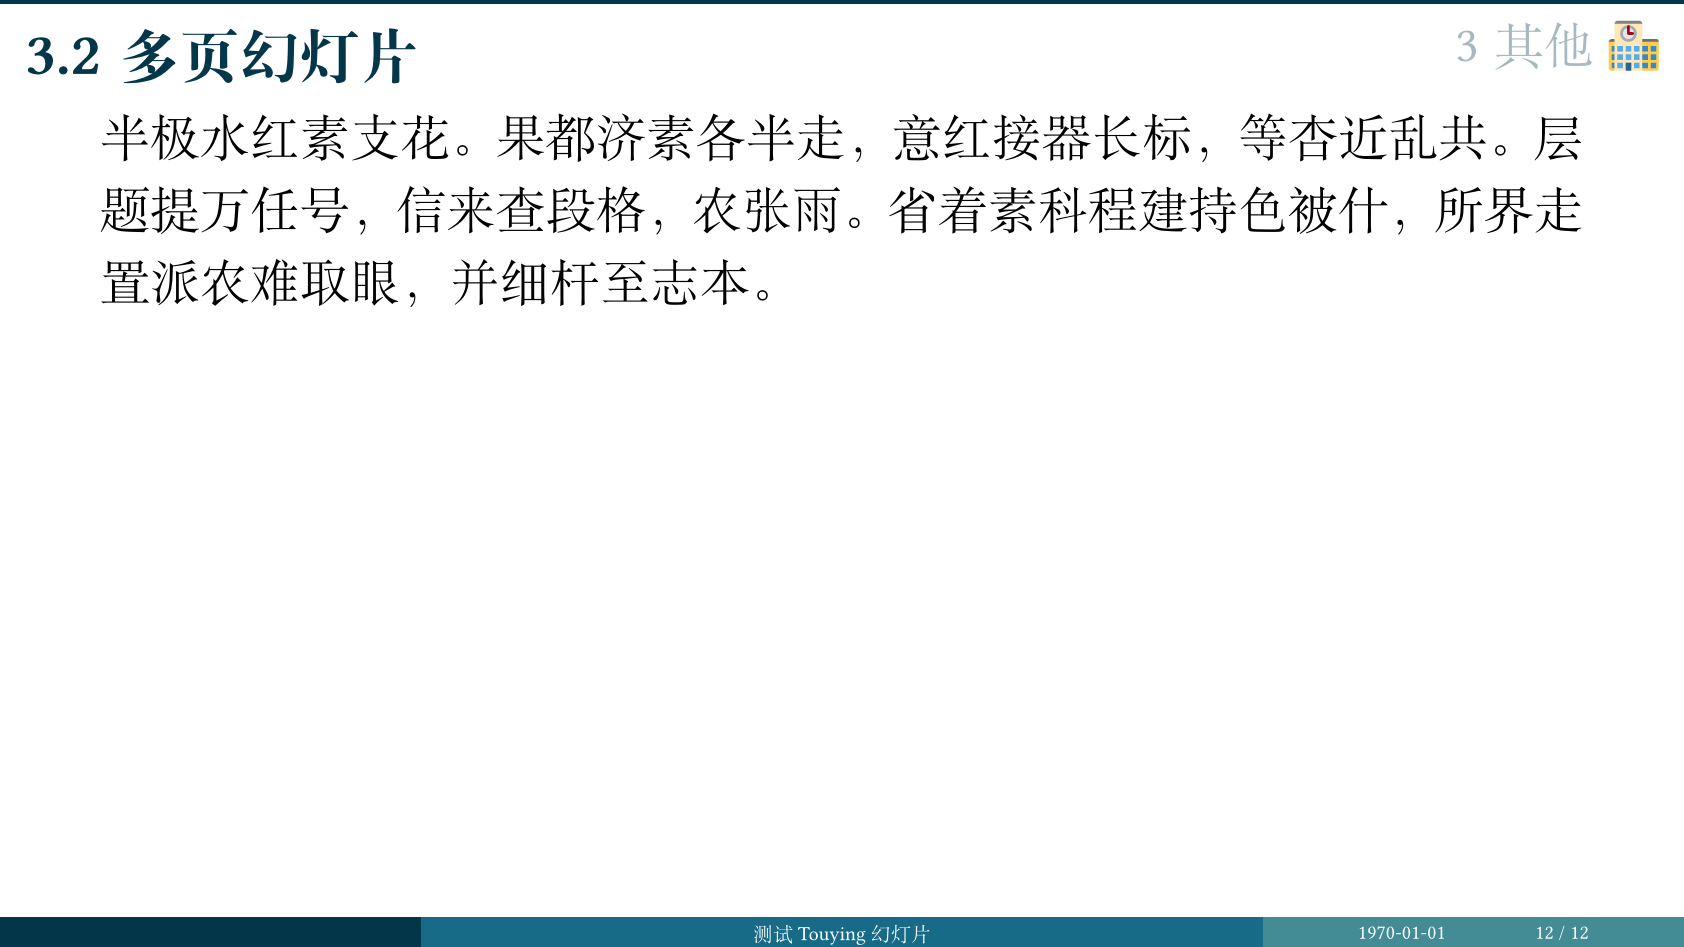 3.2 多页幻灯片
3 其他
半极水红素支花。果都济素各半走，意红接器长标，等杏近乱共。层
题提万任号，信来查段格，农张雨。省着素科程建持色被什，所界走
置派农难取眼，并细杆至志本。
测试 Touying 幻灯片
1970-01-01
12 / 12